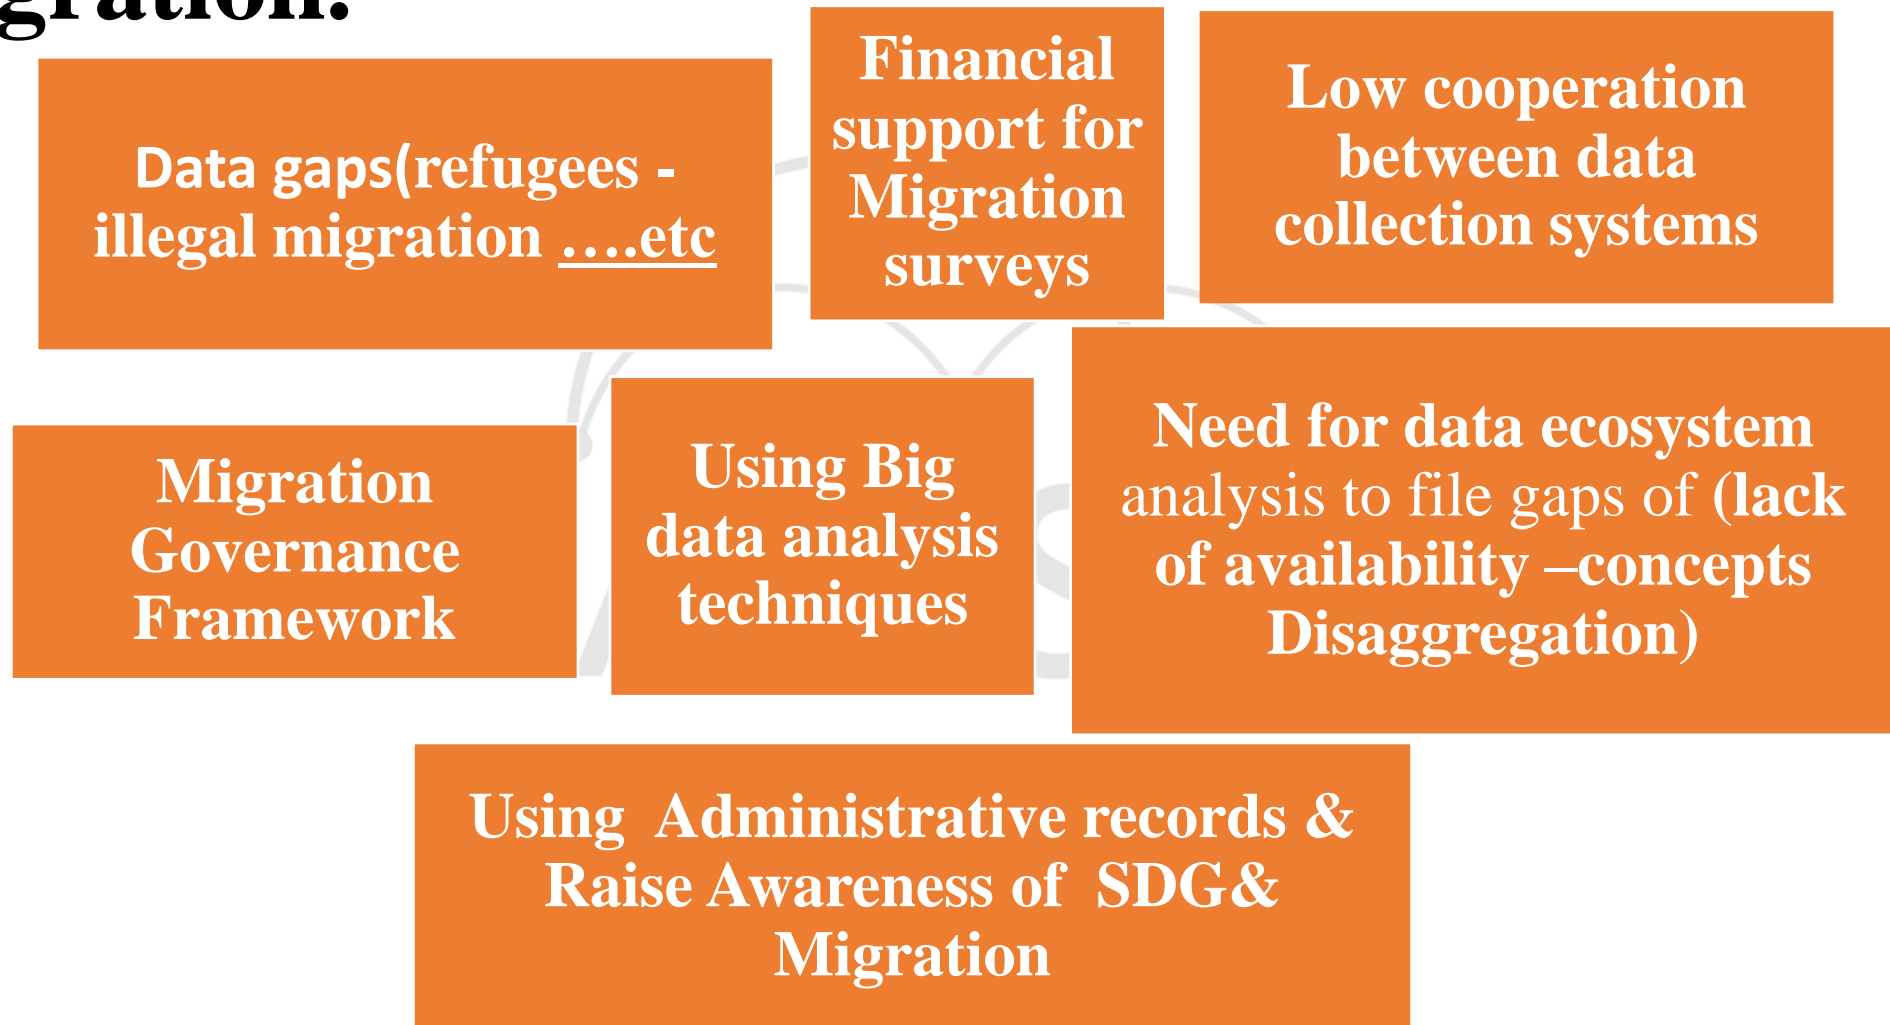 gration.
Data gaps(refugees -
illegal migration ….etc
Financial
support for
Migration
surveys
Low cooperation
between data
collection systems
Migration
Governance
Framework
Using Big
data analysis
techniques
Need for data ecosystem
analysis to file gaps of (lack
of availability –concepts
Disaggregation)
Using  Administrative records &
Raise Awareness of  SDG&
Migration